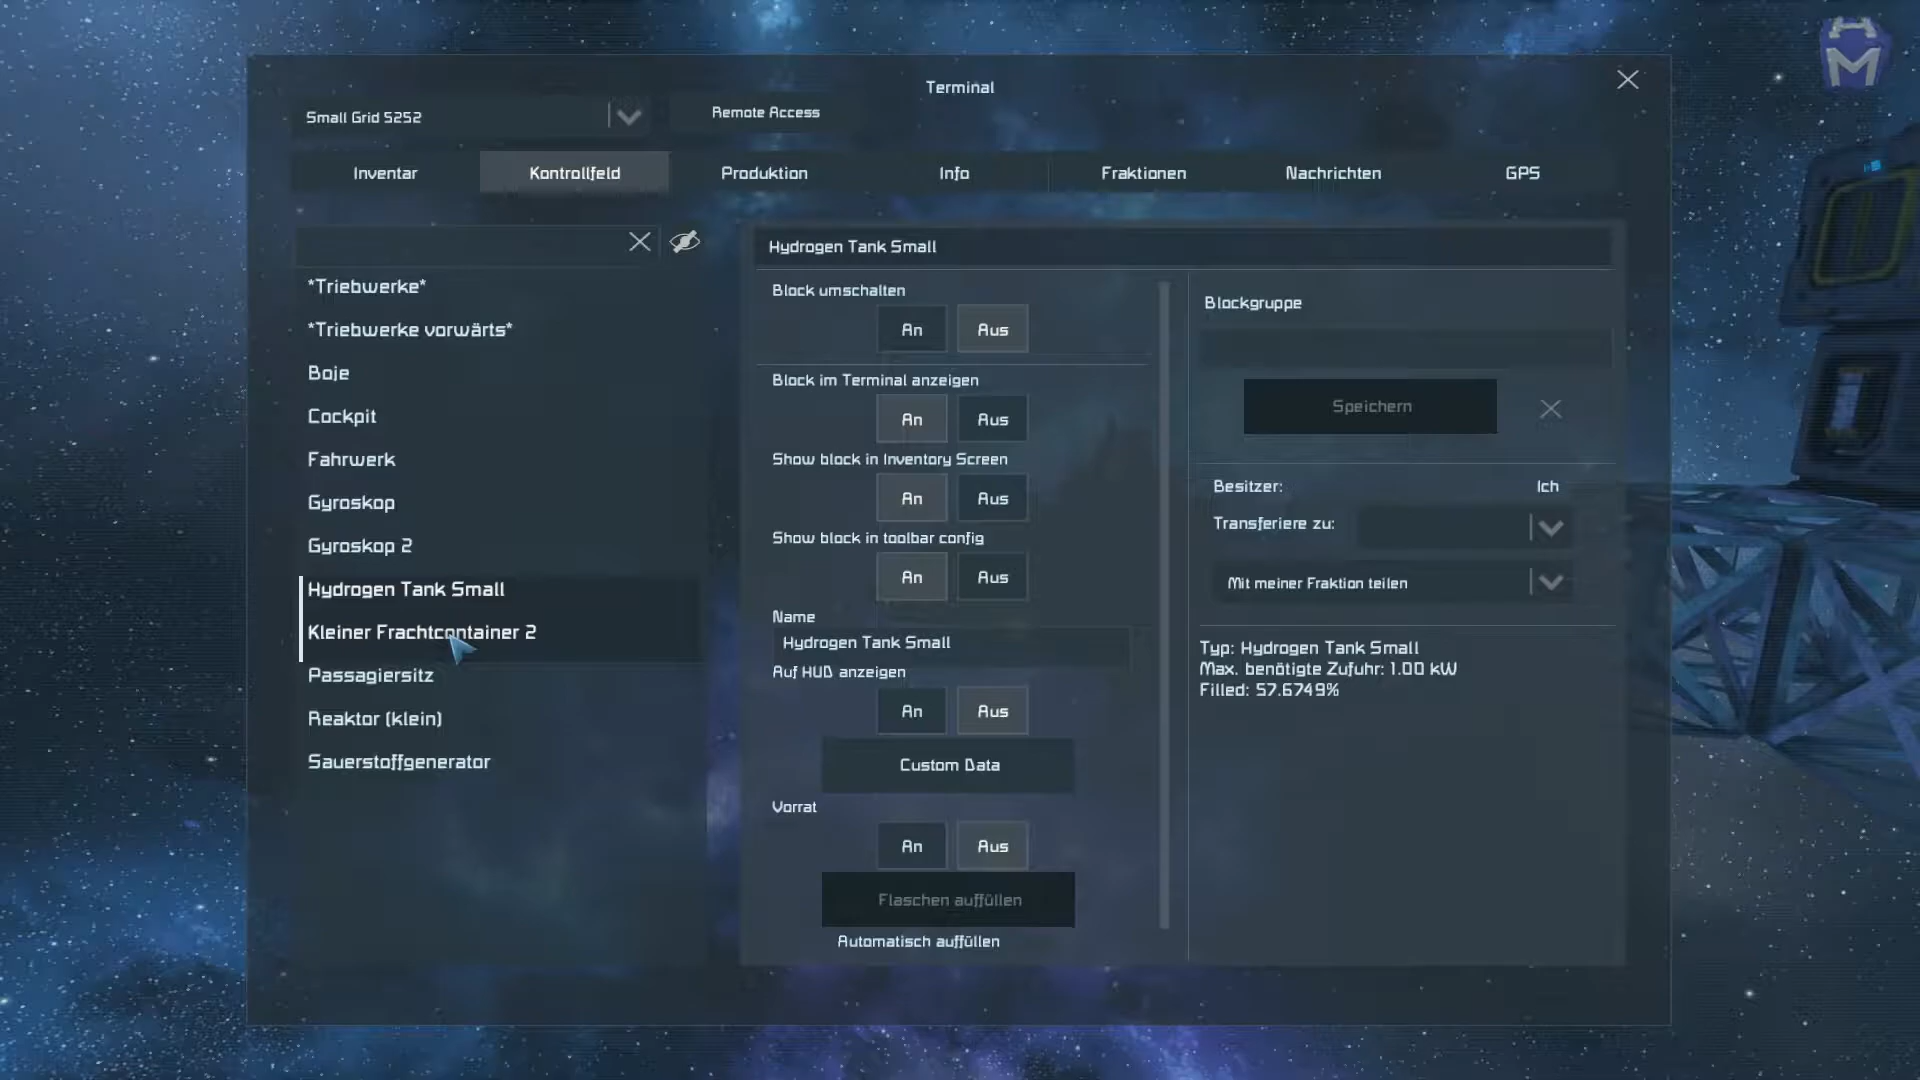 Terminal
Small Grid 5252
Remote Access
Inventar
Kontrollfeld
Produktion
Info
Fraktionen
Nachrichten
GPS
*Triebwerke*
*Triebwerke vorwärts*
Boje
Cockpit
Fahrwerk
Gyroskop
Gyroskop 2
Hydrogen Tank Small
Kleiner Frachtcontainer 2
Passagiersitz
Reaktor (klein)
Sauerstoffgenerator
Hydrogen Tank Small
Block umschalten
An Aus
Block im Terminal anzeigen
An Aus
Show block in Inventory Screen
An Aus
Show block in toolbar config
An Aus
Name
Hydrogen Tank Small
Auf HUD anzeigen
An Aus
Custom Data
Vorrat
An Aus
Flaschen auffüllen
Automatisch auffüllen
Blockgruppe
Speichern
Besitzer: Ich
Transferiere zu:
Mit meiner Fraktion teilen
Typ: Hydrogen Tank Small
Max. benötigte Zufuhr: 1.00 kW
Filled: 57.6749%